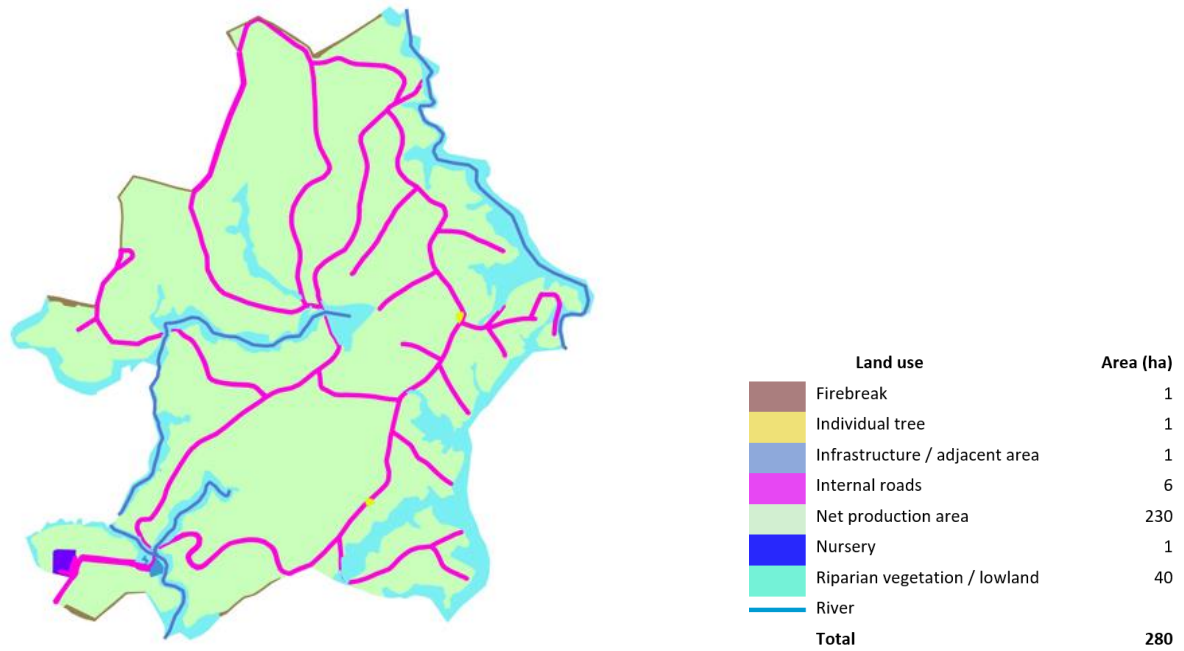 Land use Area (ha)
Firebreak 1
Individual tree 1
Infrastructure / adjacent area 1
Internal roads 6
Net production area 230
Nursery 1
Riparian vegetation / lowland 40
River
Total 280